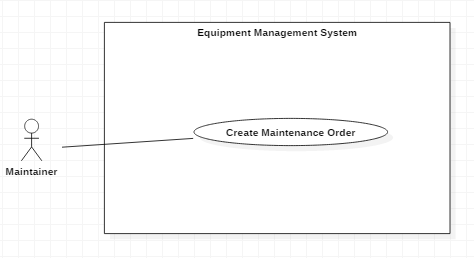 Equipment Management System
Create Maintenance Order
Maintainer